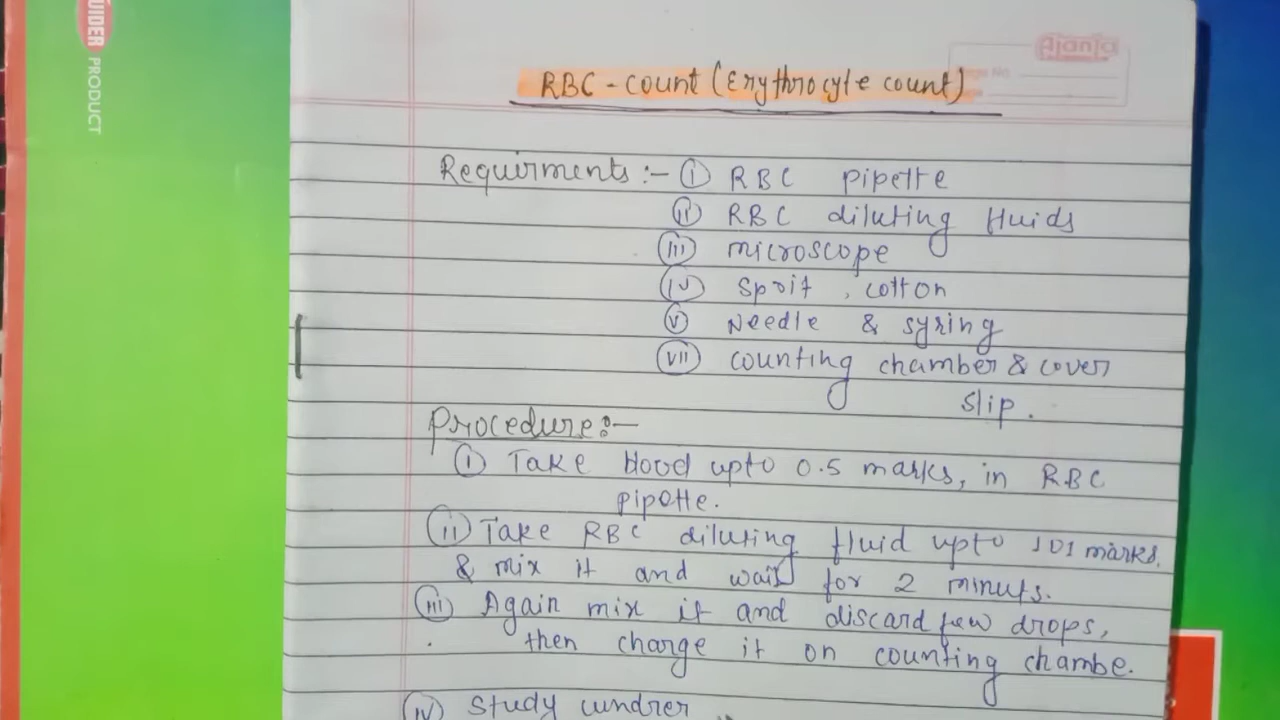 UIDER PRODUCT
Ajanta
RBC - count (Erythrocyte count)
Requirments :- (i) RBC pipette
(ii) RBC diluting fluids
(iii) microscope
(iv) sprit, cotton
(v) Needle & syring
(vii) counting chamber & cover
slip.
Procedure:-
(i) Take blood upto 0.5 marks, in RBC
pipette.
(ii) Take RBC diluting fluid upto 101 marks.
& mix it and wait for 2 minuts.
(iii) Again mix it and discard few drops,
then charge it on counting chambe.
(iv) Study undrer